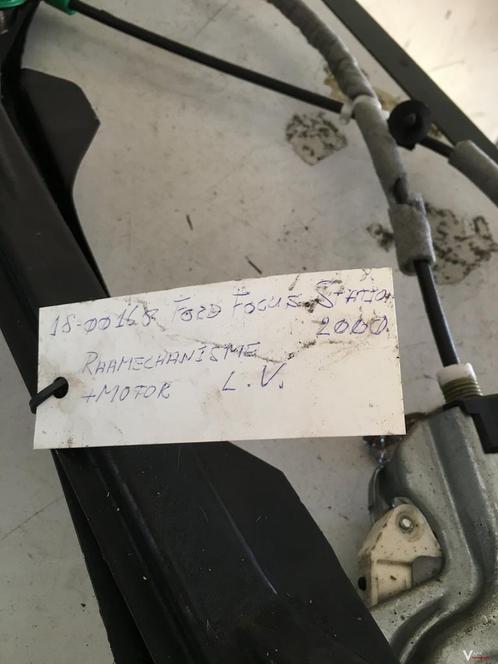 18-00168 FORD FOCUS STATION
2000
RAAMECHANISME
+MOTOR L.V.